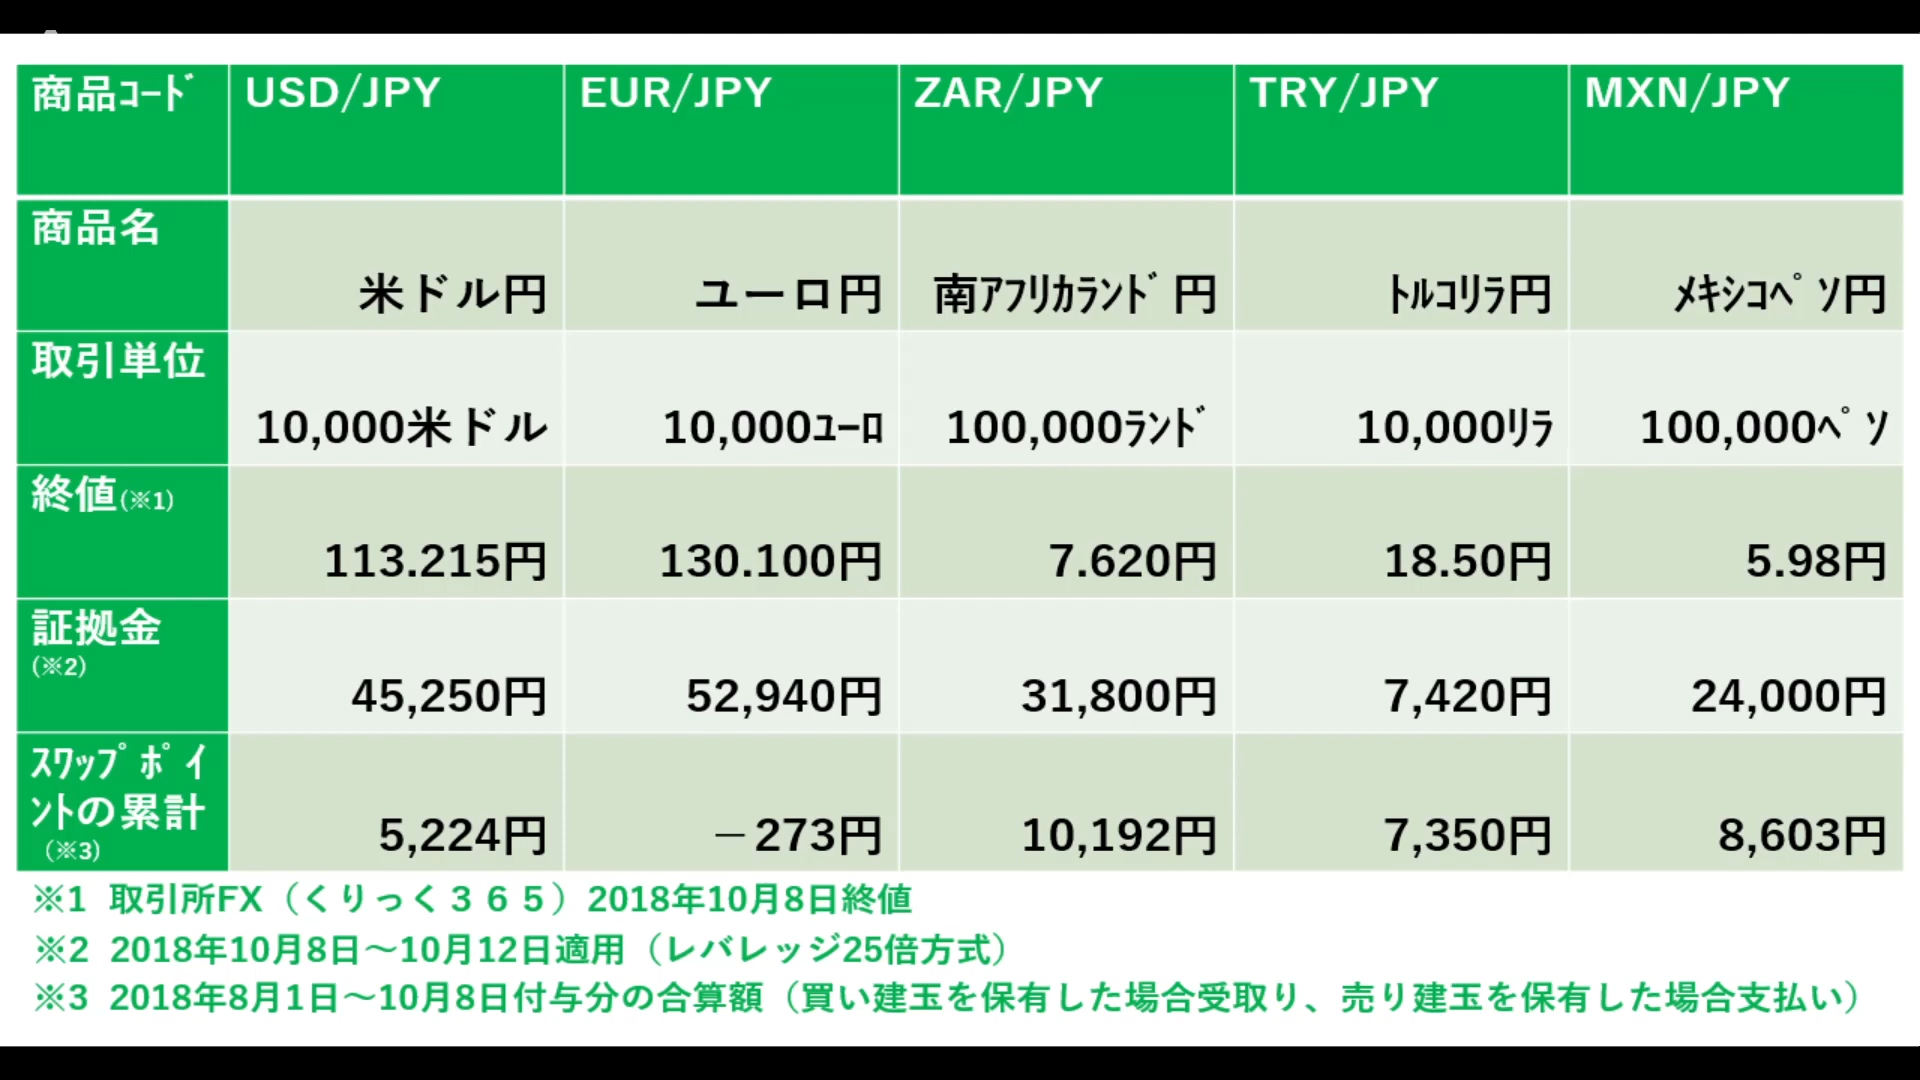 商品ｺｰﾄﾞ USD/JPY EUR/JPY ZAR/JPY TRY/JPY MXN/JPY
商品名 米ドル円 ユーロ円 南ｱﾌﾘｶﾗﾝﾄﾞ円 ﾄﾙｺﾘﾗ円 ﾒｷｼｺﾍﾟｿ円
取引単位 10,000米ドル 10,000ﾕｰﾛ 100,000ﾗﾝﾄﾞ 10,000ﾘﾗ 100,000ﾍﾟｿ
終値(※1) 113.215円 130.100円 7.620円 18.50円 5.98円
証拠金
(※2) 45,250円 52,940円 31,800円 7,420円 24,000円
ｽﾜｯﾌﾟﾎﾟｲ
ﾝﾄの累計
(※3) 5,224円 －273円 10,192円 7,350円 8,603円
※1 取引所FX（くりっく３６５）2018年10月8日終値
※2 2018年10月8日～10月12日適用（レバレッジ25倍方式）
※3 2018年8月1日～10月8日付与分の合算額（買い建玉を保有した場合受取り、売り建玉を保有した場合支払い）